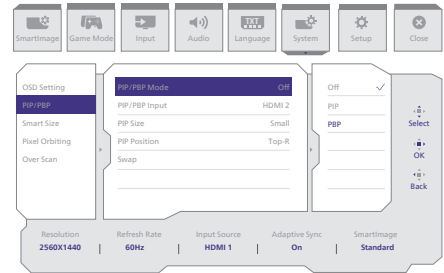 SmartImage
Game Mode
Input
Audio
TXT
Language
System
Setup
Close
OSD Setting
PIP/PBP
Smart Size
Pixel Orbiting
Over Scan
PIP/PBP Mode Off
PIP/PBP Input HDMI 2
PIP Size Small
PIP Position Top-R
Swap
Off
PIP
PBP
Select
OK
Back
Resolution Refresh Rate Input Source Adaptive Sync SmartImage
2560X1440 | 60Hz | HDMI 1 | On | Standard